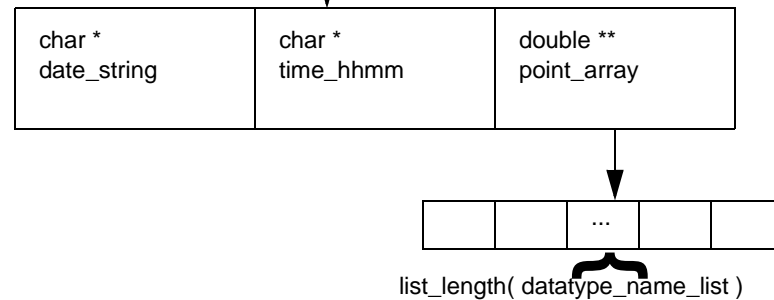 char *
date_string
char *
time_hhmm
double **
point_array
...
list_length( datatype_name_list )